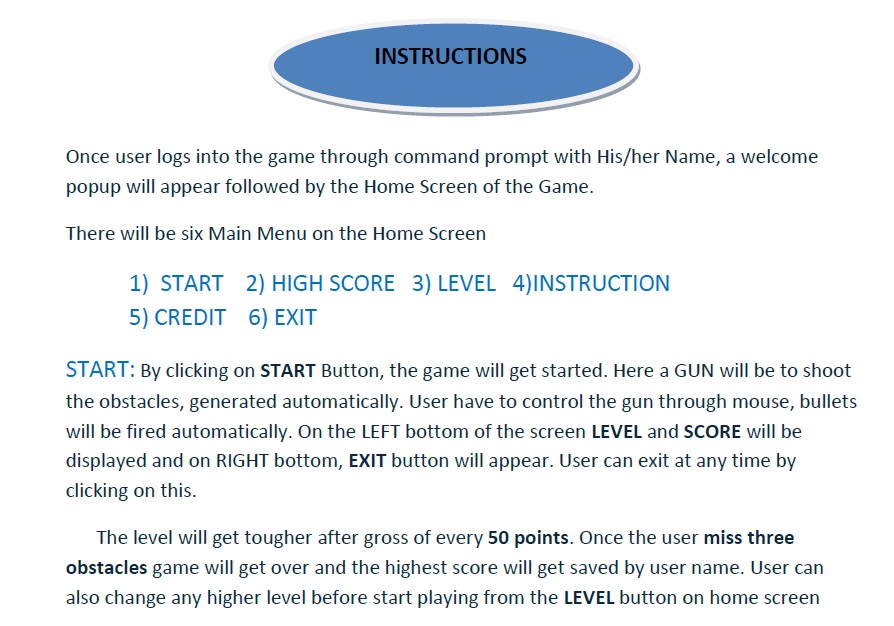 INSTRUCTIONS
Once user logs into the game through command prompt with His/her Name, a welcome
popup will appear followed by the Home Screen of the Game.
There will be six Main Menu on the Home Screen
1) START 2) HIGH SCORE 3) LEVEL 4)INSTRUCTION
5) CREDIT 6) EXIT
START: By clicking on START Button, the game will get started. Here a GUN will be to shoot
the obstacles, generated automatically. User have to control the gun through mouse, bullets
will be fired automatically. On the LEFT bottom of the screen LEVEL and SCORE will be
displayed and on RIGHT bottom, EXIT button will appear. User can exit at any time by
clicking on this.
The level will get tougher after gross of every 50 points. Once the user miss three
obstacles game will get over and the highest score will get saved by user name. User can
also change any higher level before start playing from the LEVEL button on home screen